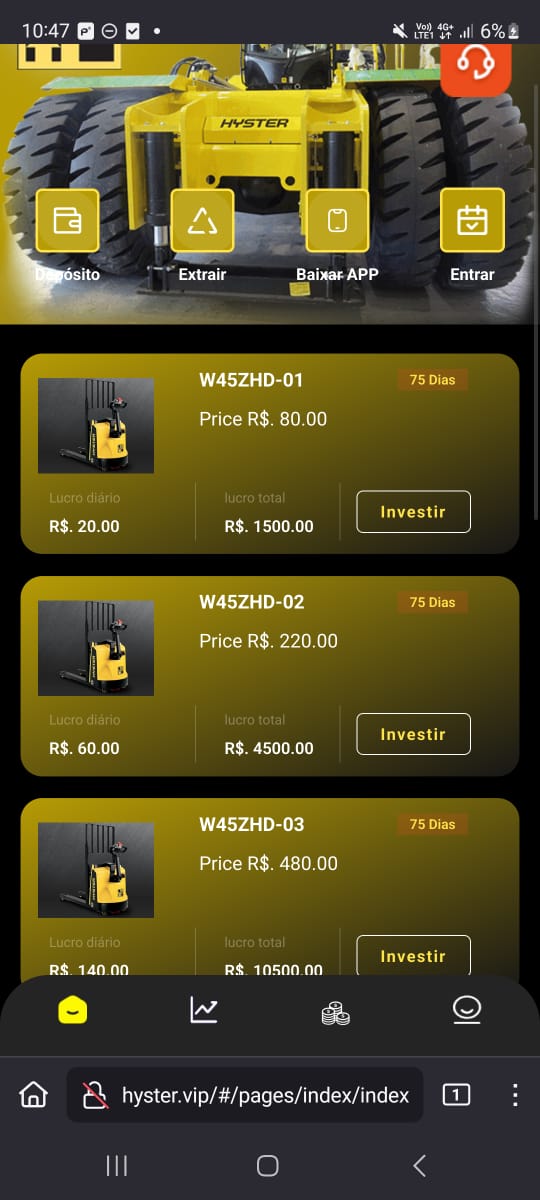 10:47
Vo)) 4G+
LTE1
6%
HYSTER
Depósito
Extrair
Baixar APP
Entrar
W45ZHD-01
75 Dias
Price R$. 80.00
Lucro diário
lucro total
R$. 20.00
R$. 1500.00
Investir
W45ZHD-02
75 Dias
Price R$. 220.00
Lucro diário
lucro total
R$. 60.00
R$. 4500.00
Investir
W45ZHD-03
75 Dias
Price R$. 480.00
Lucro diário
lucro total
R$. 140.00
R$. 10500.00
Investir
hyster.vip/#/pages/index/index
1